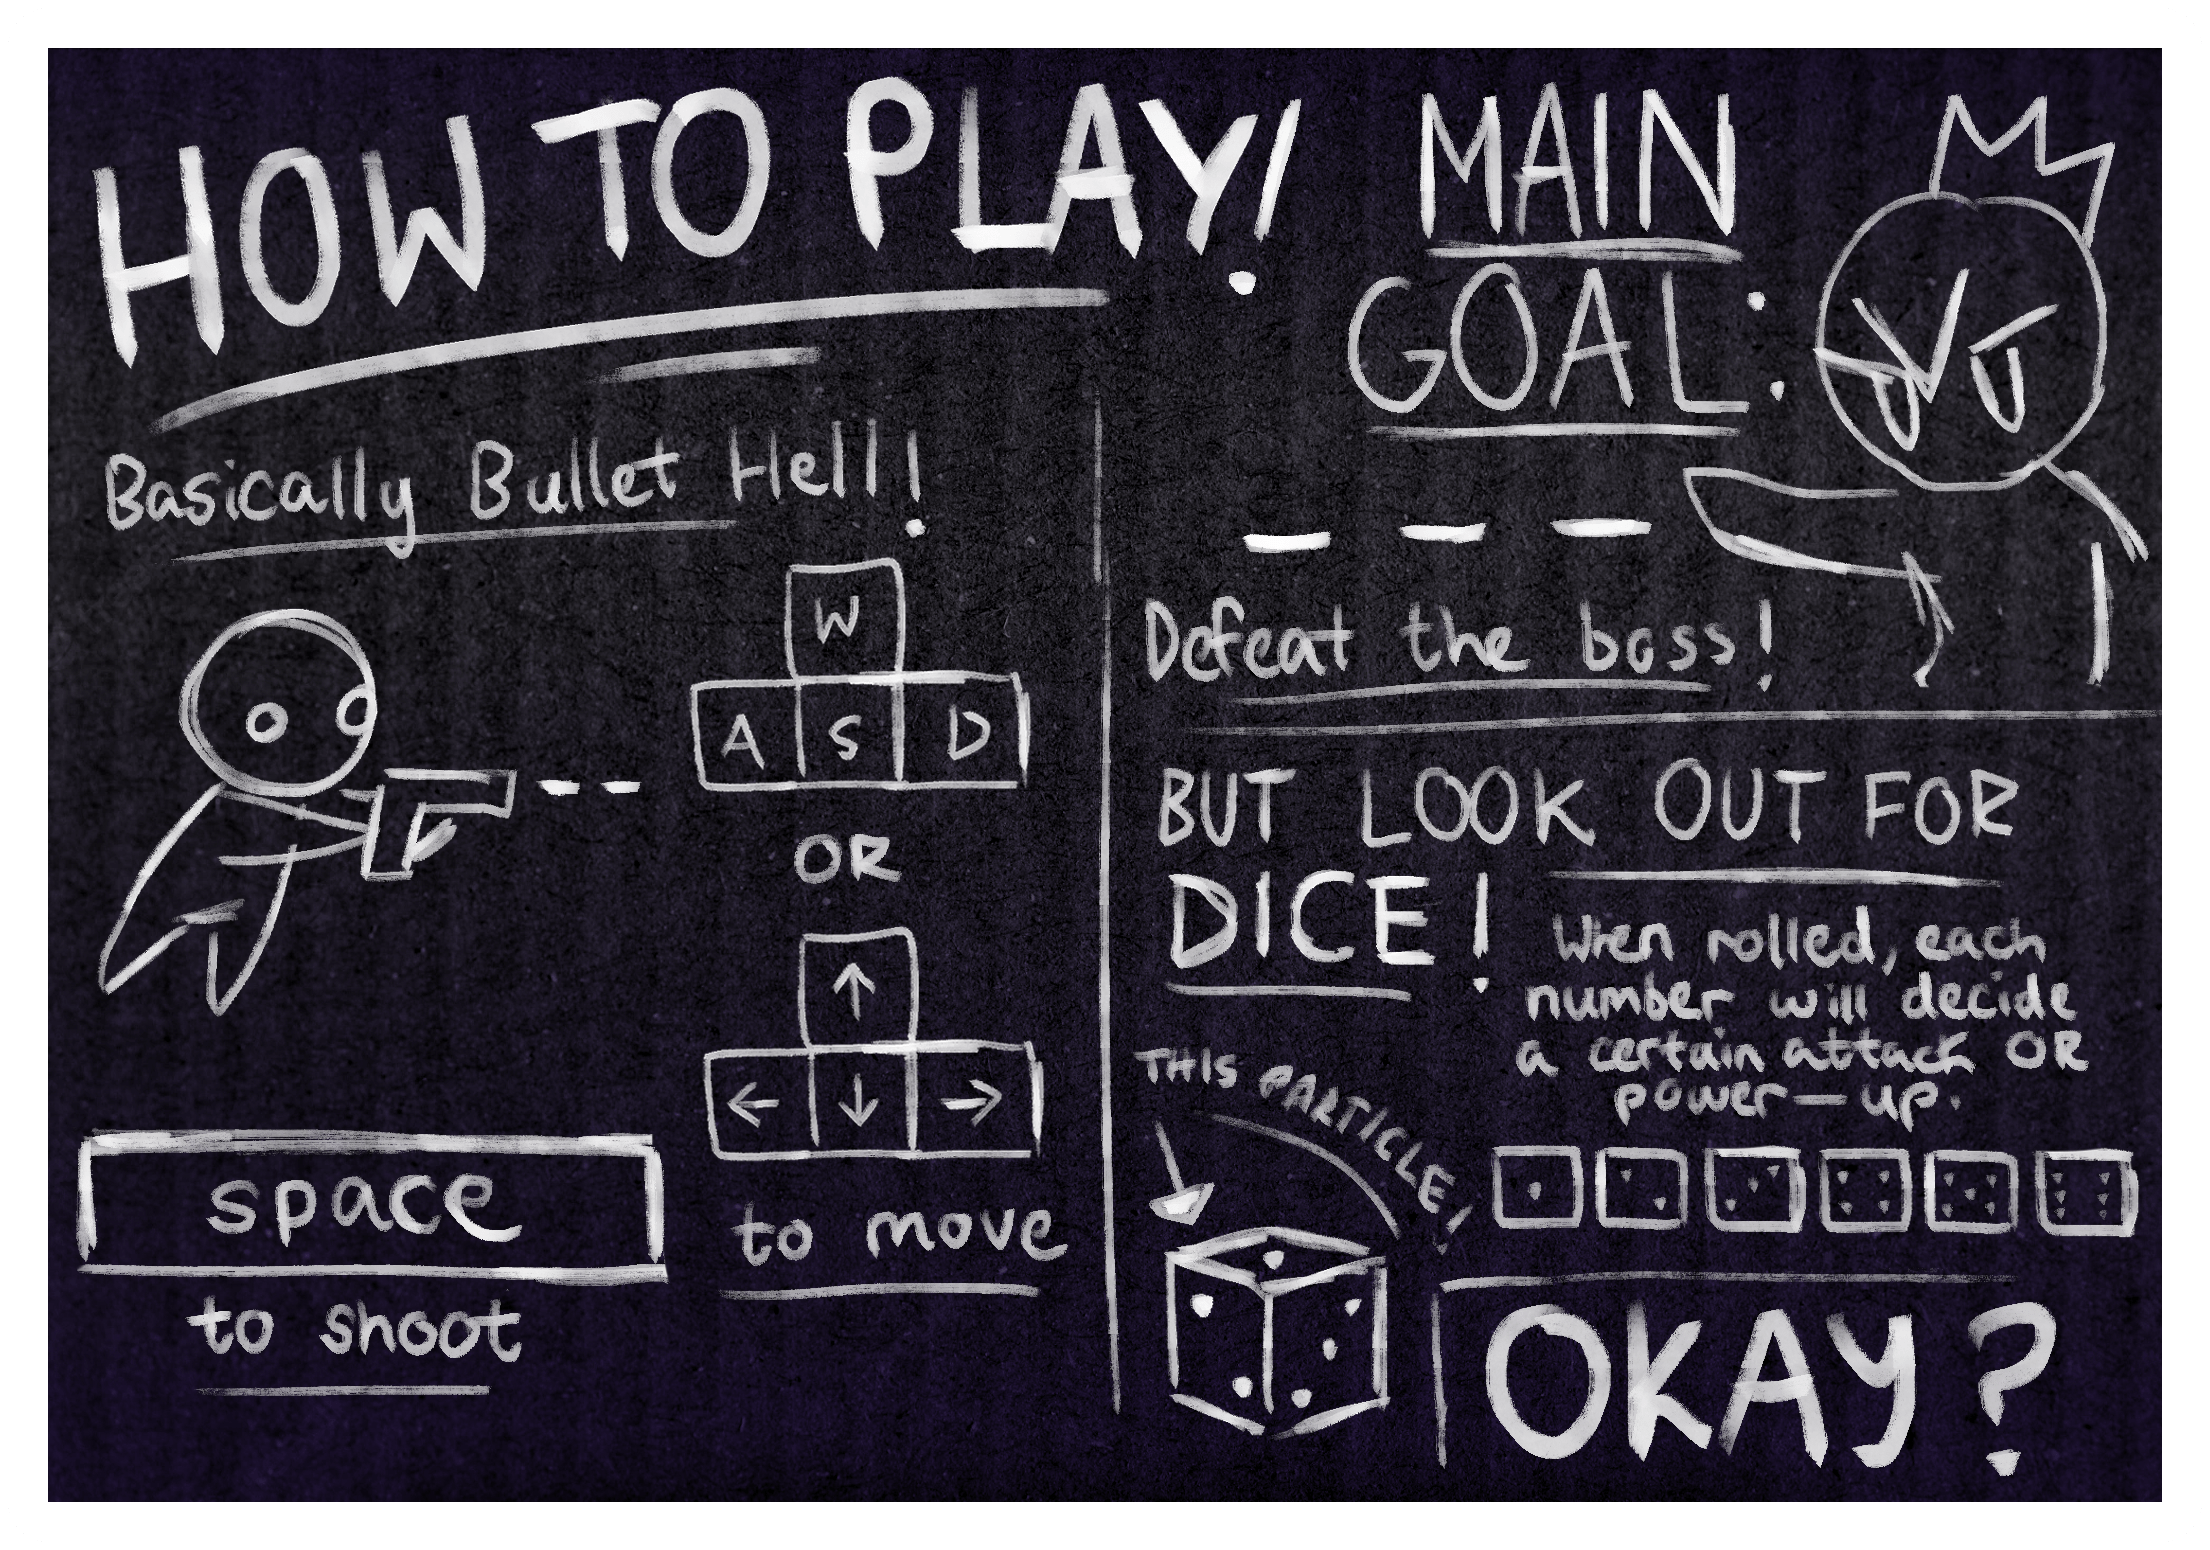 HOW TO PLAY!
Basically Bullet Hell!
W
A S D
OR
↑
← ↓ →
to move
space
to shoot
MAIN
GOAL:
Defeat the boss!
BUT LOOK OUT FOR
DICE!
When rolled, each
number will decide
a certain attack OR
power-up.
THIS PARTICLE!
OKAY?